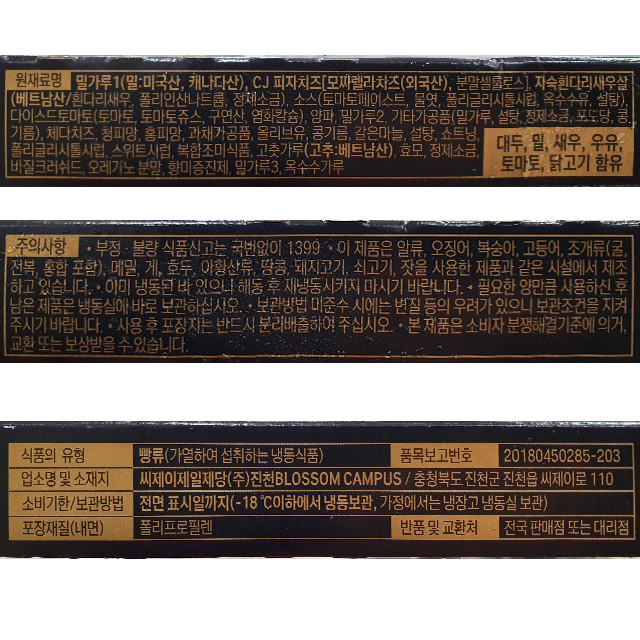 원재료명 밀가루1(밀:미국산, 캐나다산), CJ 피자치즈[모짜렐라치즈(외국산), 분말셀룰로스], 자숙흰다리새우살
(베트남산/흰다리새우, 폴리인산나트륨, 정제소금), 소스(토마토페이스트, 물엿, 폴리글리시톨시럽, 옥수수유, 설탕),
다이스드토마토(토마토, 토마토쥬스, 구연산, 염화칼슘), 양파, 밀가루2, 기타가공품(밀가루, 설탕, 정제소금, 포도당, 콩
기름), 체다치즈, 청피망, 홍피망, 과채가공품, 올리브유, 콩기름, 갈은마늘, 설탕, 쇼트닝,
폴리글리시톨시럽, 스위트시럽, 복합조미식품, 고춧가루(고추:베트남산), 효모, 정제소금,
바질크러쉬드, 오레가노 분말, 향미증진제, 밀가루3, 옥수수가루
대두, 밀, 새우, 우유,
토마토, 닭고기 함유
주의사항 • 부정·불량 식품신고는 국번없이 1399 • 이 제품은 알류, 오징어, 복숭아, 고등어, 조개류(굴,
전복, 홍합 포함), 메밀, 게, 호두, 아황산류, 땅콩, 돼지고기, 쇠고기, 잣을 사용한 제품과 같은 시설에서 제조
하고 있습니다. • 이미 냉동된 바 있으니 해동 후 재냉동시키지 마시기 바랍니다. • 필요한 양만큼 사용하신 후
남은 제품은 냉동실에 바로 보관하십시오. • 보관방법 미준수 시에는 변질 등의 우려가 있으니 보관조건을 지켜
주시기 바랍니다. • 사용 후 포장자는 반드시 분리배출하여 주십시오. • 본 제품은 소비자 분쟁해결기준에 의거,
교환 또는 보상받을 수 있습니다.
식품의 유형 빵류(가열하여 섭취하는 냉동식품) 품목보고번호 20180450285-203
업소명 및 소재지 씨제이제일제당(주)진천BLOSSOM CAMPUS / 충청북도 진천군 진천읍 씨제이로 110
소비기한/보관방법 전면 표시일까지(-18℃이하에서 냉동보관, 가정에서는 냉장고 냉동실 보관)
포장재질(내면) 폴리프로필렌 반품 및 교환처 전국 판매점 또는 대리점